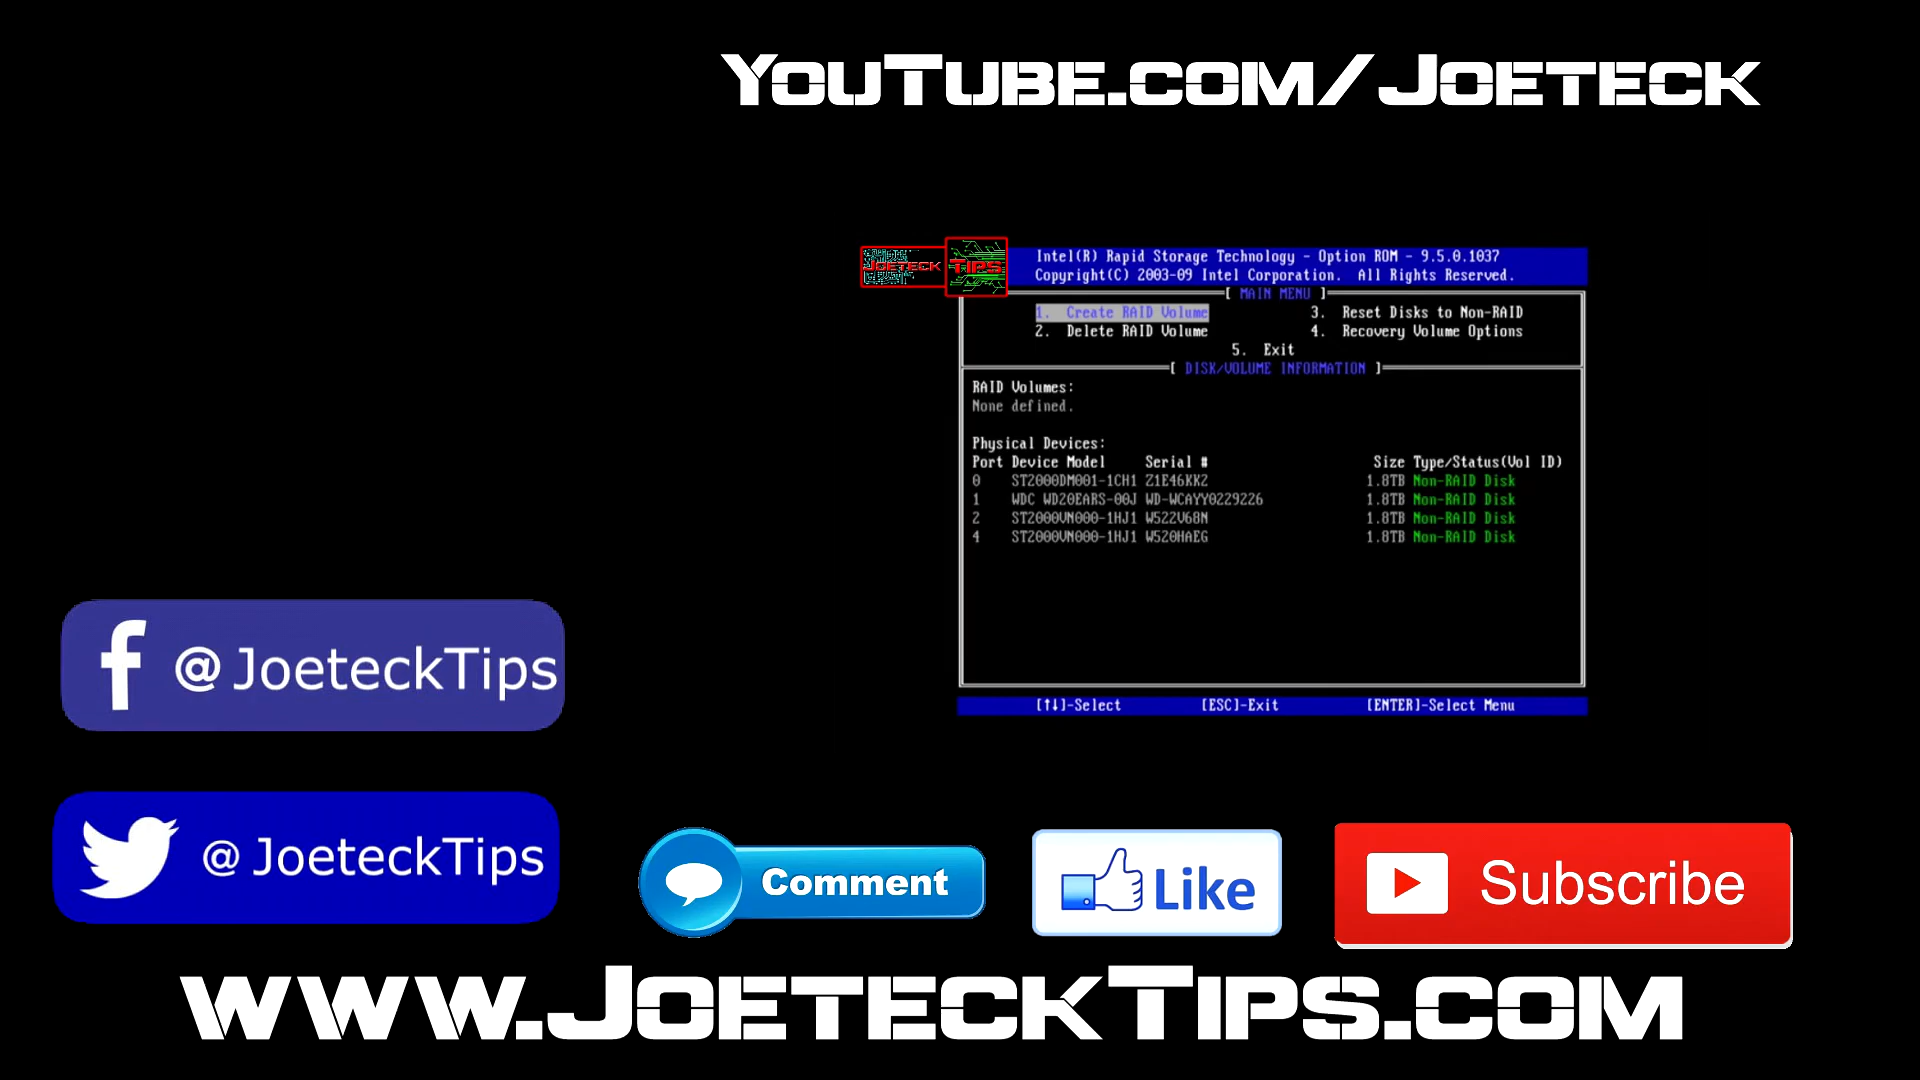 YouTube.com/Joeteck
JOETECK TIPS
Intel(R) Rapid Storage Technology - Option ROM - 9.5.0.1037
Copyright(C) 2003-09 Intel Corporation. All Rights Reserved.
[ MAIN MENU ]
1. Create RAID Volume 3. Reset Disks to Non-RAID
2. Delete RAID Volume 4. Recovery Volume Options
5. Exit
[ DISK/VOLUME INFORMATION ]
RAID Volumes:
None defined.
Physical Devices:
Port Device Model Serial # Size Type/Status(Vol ID)
0 ST2000DM001-1CH1 Z1E46KK2 1.8TB Non-RAID Disk
1 WDC WD20EARS-00J WD-WCAYY0229226 1.8TB Non-RAID Disk
2 ST2000VN000-1HJ1 W522V68N 1.8TB Non-RAID Disk
4 ST2000VN000-1HJ1 W520HAEG 1.8TB Non-RAID Disk
[↑↓]-Select [ESC]-Exit [ENTER]-Select Menu
f @JoeteckTips
@JoeteckTips
Comment
Like
Subscribe
www.JoeteckTips.com